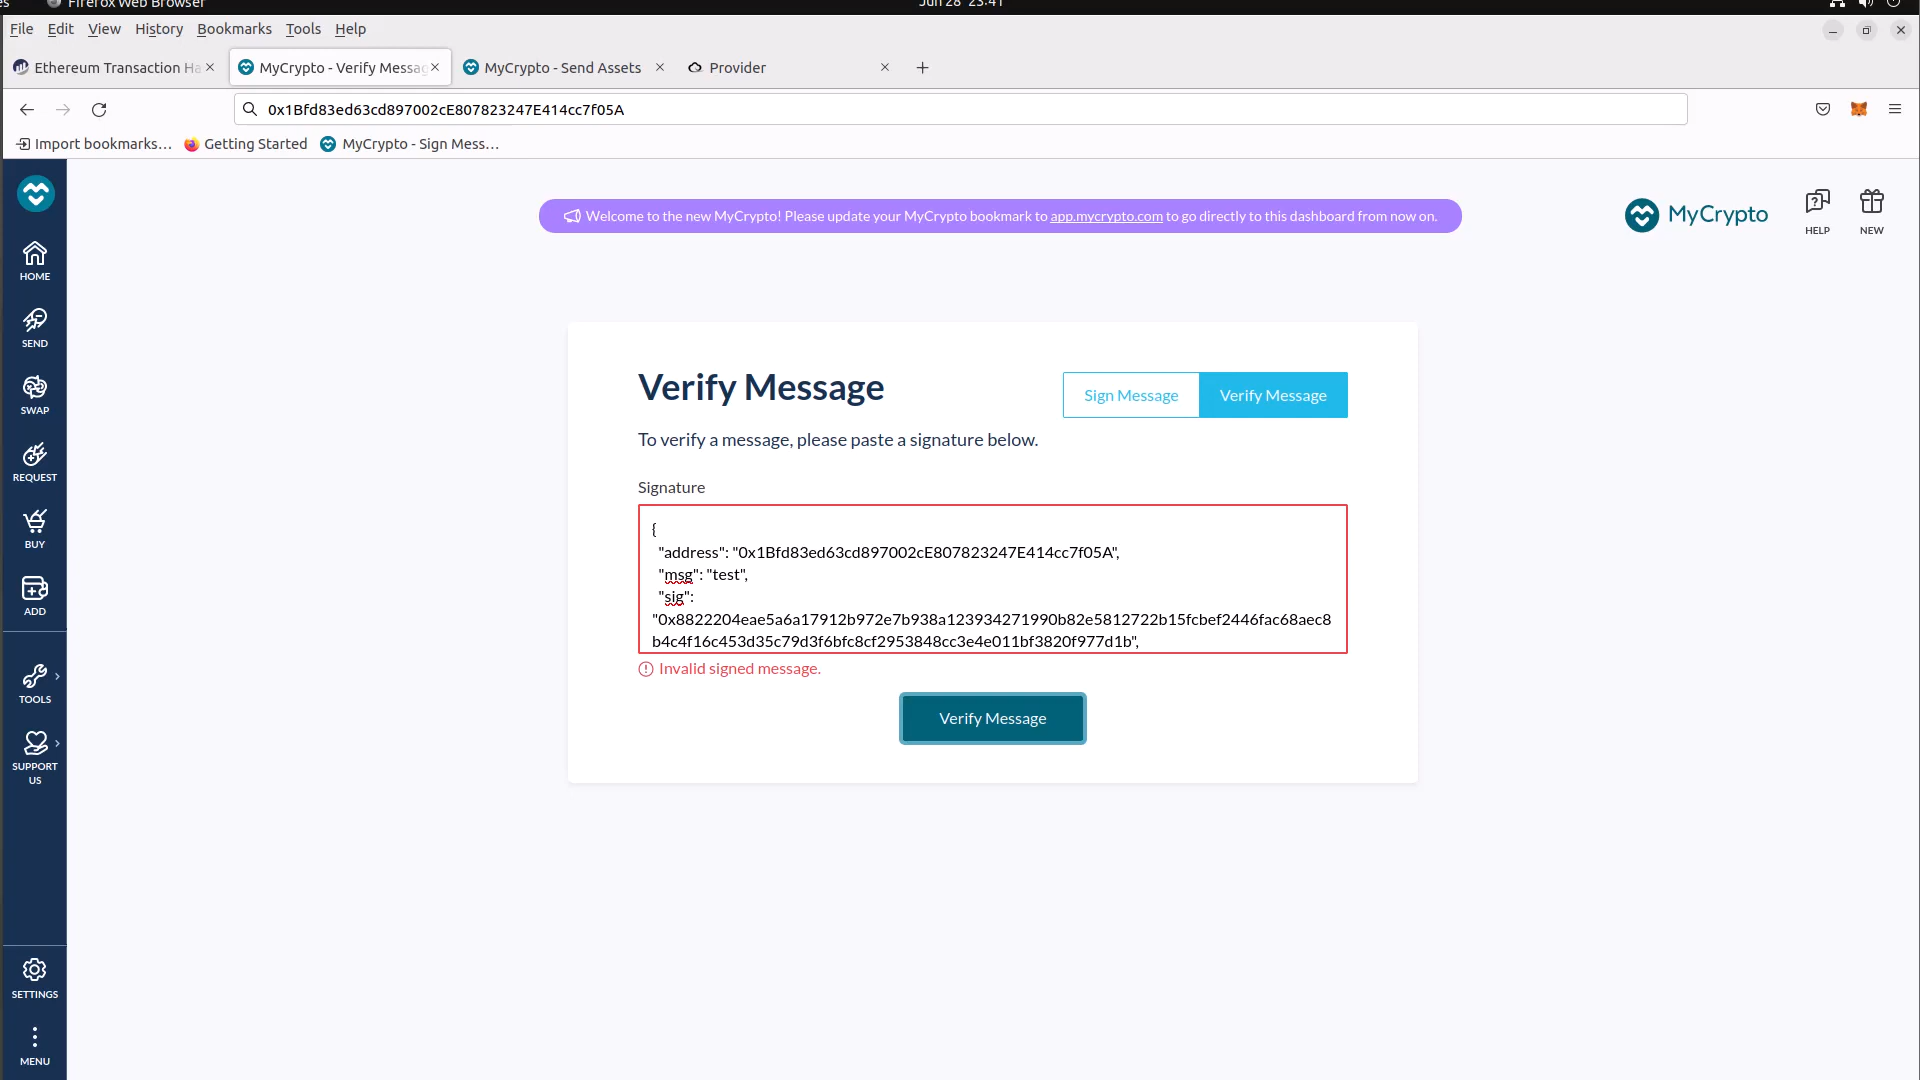 Firefox Web Browser
Jun 28 23:41
File Edit View History Bookmarks Tools Help
Ethereum Transaction Ha
MyCrypto - Verify Messag
MyCrypto - Send Assets
Provider
0x1Bfd83ed63cd897002cE807823247E414cc7f05A
Import bookmarks...
Getting Started
MyCrypto - Sign Mess...
Welcome to the new MyCrypto! Please update your MyCrypto bookmark to app.mycrypto.com to go directly to this dashboard from now on.
MyCrypto
HELP
NEW
HOME
SEND
SWAP
REQUEST
BUY
ADD
TOOLS
SUPPORT
US
SETTINGS
MENU
Verify Message
Sign Message
Verify Message
To verify a message, please paste a signature below.
Signature
{
"address": "0x1Bfd83ed63cd897002cE807823247E414cc7f05A",
"msg": "test",
"sig":
"0x8822204eae5a6a17912b972e7b938a123934271990b82e5812722b15fcbef2446fac68aec8
b4c4f16c453d35c79d3f6bfc8cf2953848cc3e4e011bf3820f977d1b",
Invalid signed message.
Verify Message